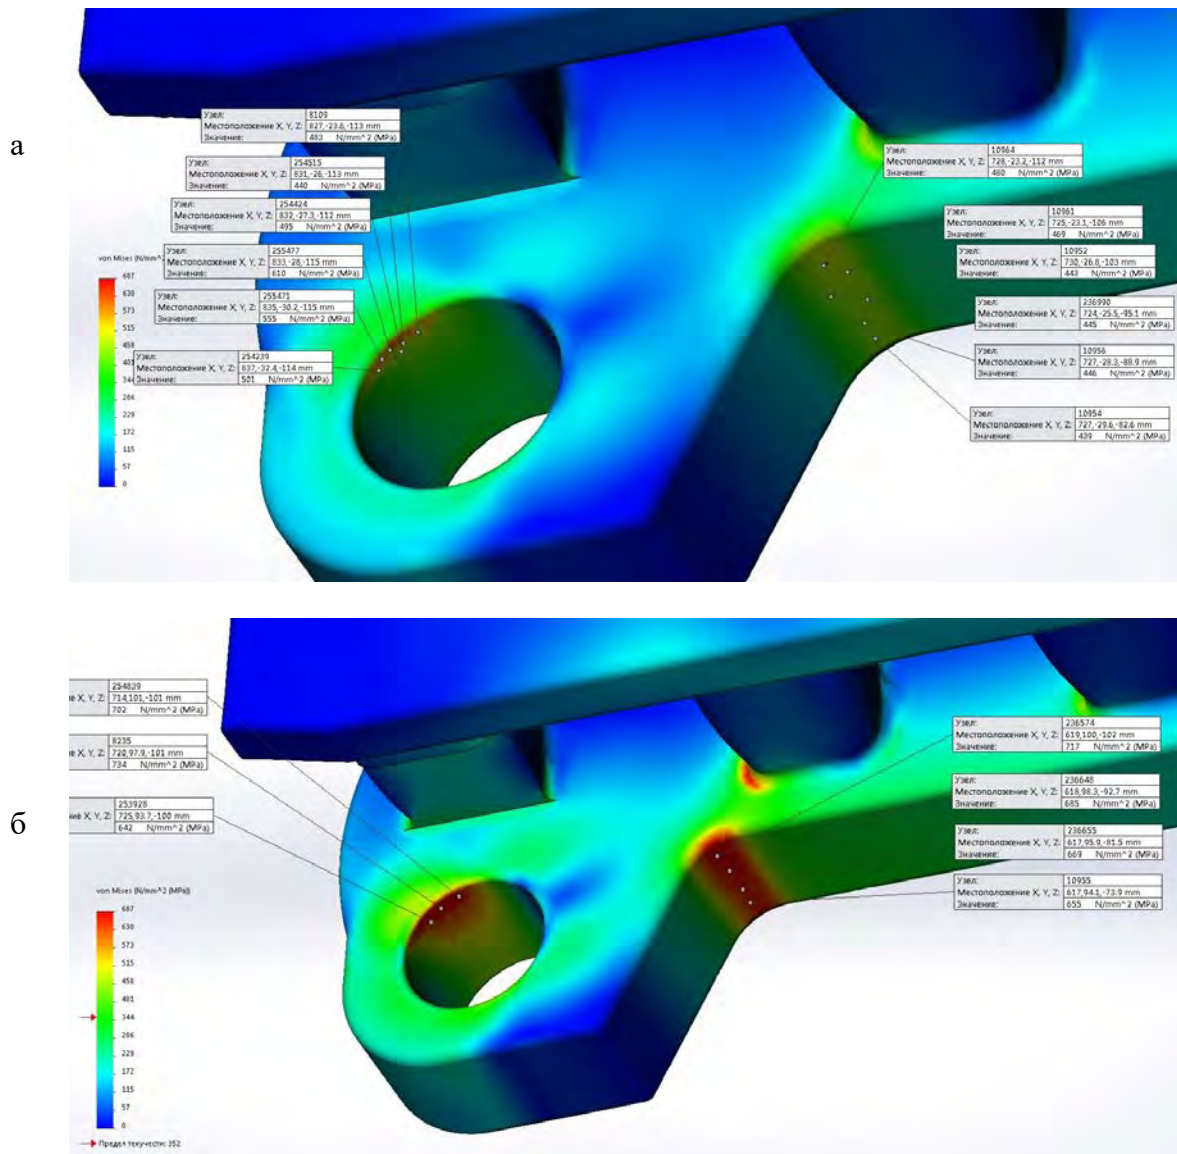 а
Узел: 8109
Местоположение X, Y, Z: 827,-23.6,-113 mm
Значение: 483 N/mm^2 (MPa)
Узел: 254515
Местоположение X, Y, Z: 831,-26,-113 mm
Значение: 440 N/mm^2 (MPa)
Узел: 254424
Местоположение X, Y, Z: 832,-27.3,-112 mm
Значение: 495 N/mm^2 (MPa)
Узел: 255477
Местоположение X, Y, Z: 833,-28,-115 mm
Значение: 610 N/mm^2 (MPa)
Узел: 255471
Местоположение X, Y, Z: 835,-30.2,-115 mm
Значение: 555 N/mm^2 (MPa)
Узел: 254239
Местоположение X, Y, Z: 837,-32.4,-114 mm
Значение: 501 N/mm^2 (MPa)
Узел: 10964
Местоположение X, Y, Z: 728,-23.2,-112 mm
Значение: 480 N/mm^2 (MPa)
Узел: 10961
Местоположение X, Y, Z: 725,-23.1,-106 mm
Значение: 469 N/mm^2 (MPa)
Узел: 10952
Местоположение X, Y, Z: 730,-26.8,-103 mm
Значение: 443 N/mm^2 (MPa)
Узел: 236990
Местоположение X, Y, Z: 724,-25.5,-95.1 mm
Значение: 445 N/mm^2 (MPa)
Узел: 10956
Местоположение X, Y, Z: 727,-28.3,-88.9 mm
Значение: 446 N/mm^2 (MPa)
Узел: 10954
Местоположение X, Y, Z: 727,-29.6,-82.6 mm
Значение: 439 N/mm^2 (MPa)
von Mises (N/mm^
687
630
573
515
458
401
344
286
229
172
115
57
0
б
254839
X, Y, Z: 714,101,-101 mm
702 N/mm^2 (MPa)
8235
X, Y, Z: 720,97.9,-101 mm
734 N/mm^2 (MPa)
253928
X, Y, Z: 725,93.7,-100 mm
642 N/mm^2 (MPa)
Узел: 236574
Местоположение X, Y, Z: 619,100,-102 mm
Значение: 717 N/mm^2 (MPa)
Узел: 236648
Местоположение X, Y, Z: 618,98.3,-92.7 mm
Значение: 685 N/mm^2 (MPa)
Узел: 236655
Местоположение X, Y, Z: 617,95.9,-81.5 mm
Значение: 669 N/mm^2 (MPa)
Узел: 10955
Местоположение X, Y, Z: 617,94.1,-73.9 mm
Значение: 655 N/mm^2 (MPa)
von Mises (N/mm^2 (MPa))
687
630
573
515
458
401
344
286
229
172
115
57
0
Предел текучести: 352